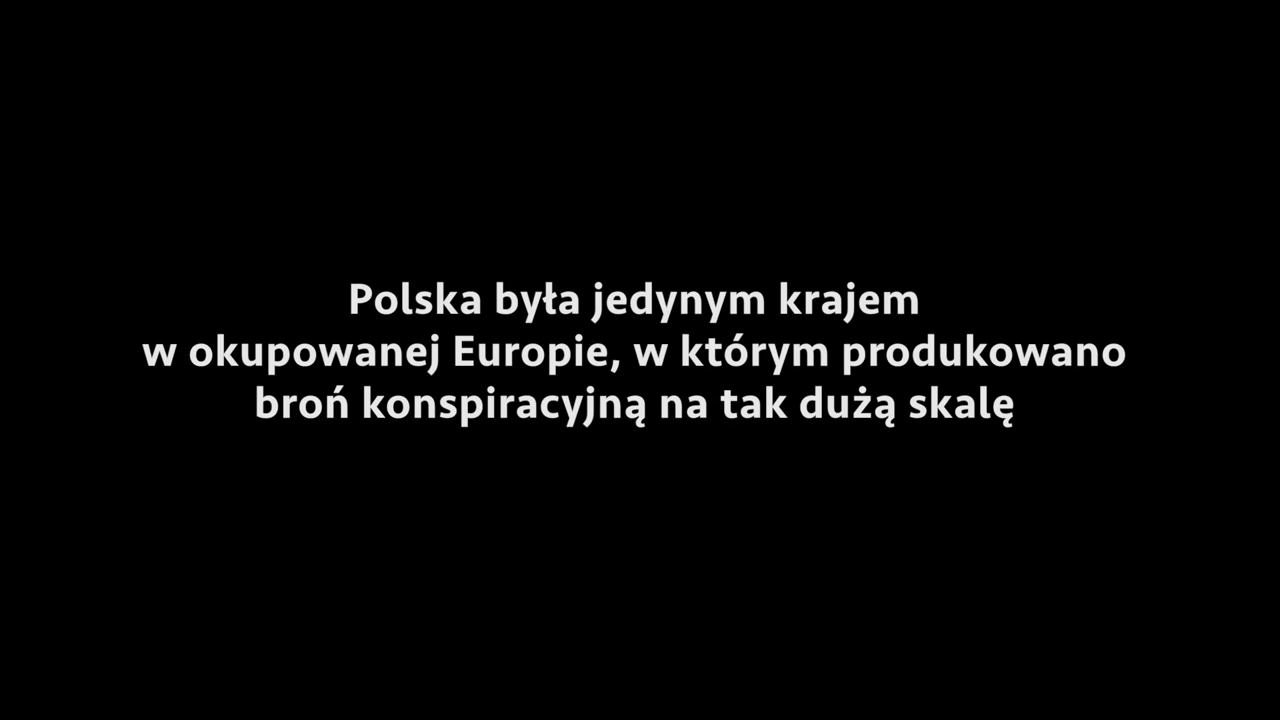 Polska była jedynym krajem
w okupowanej Europie, w którym produkowano
broń konspiracyjną na tak dużą skalę